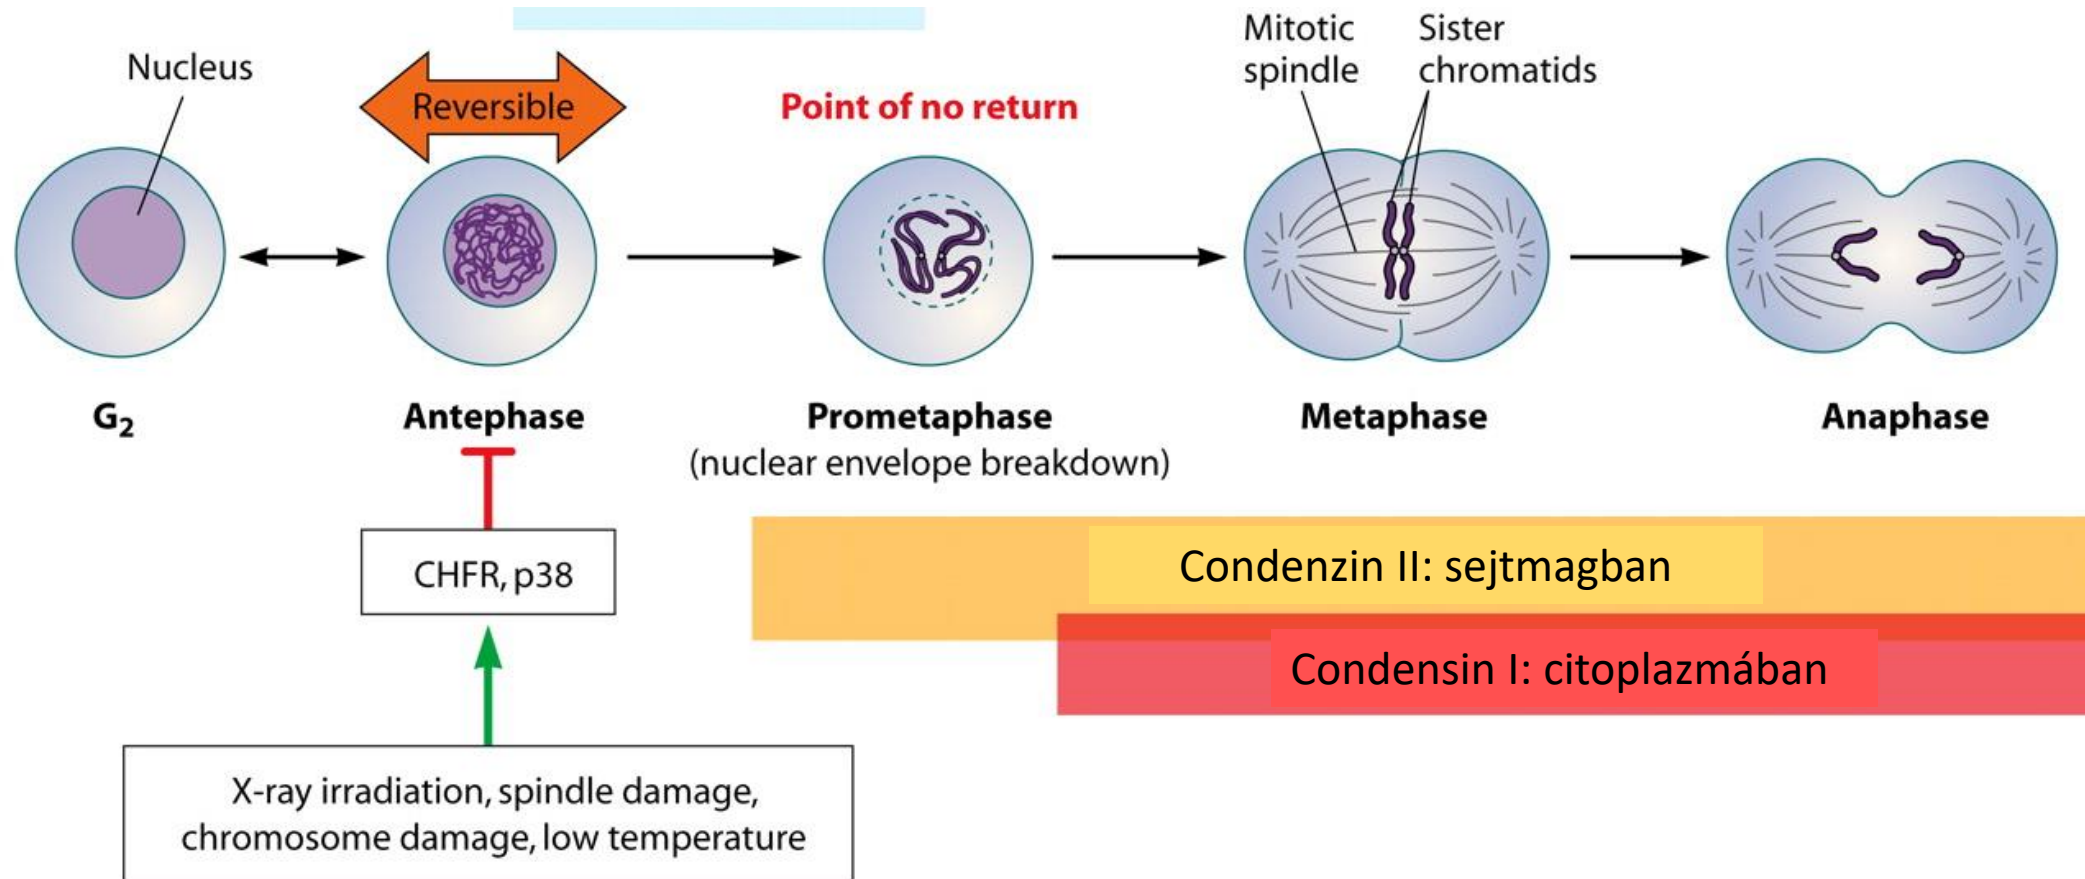 Nucleus
Reversible
Point of no return
Mitotic
spindle
Sister
chromatids
G₂
Antephase
Prometaphase
(nuclear envelope breakdown)
Metaphase
Anaphase
CHFR, p38
Condenzin II: sejtmagban
Condensin I: citoplazmában
X-ray irradiation, spindle damage,
chromosome damage, low temperature